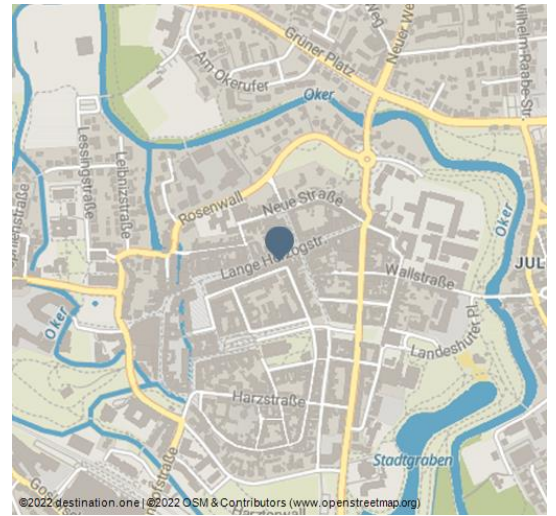 Grüner Platz
Neuer We
Wilhelm-Raabe-Str.
Weg
Am Okerufer
Oker
Lessingstraße
Leibnizstraße
Rosenwall
Neue Straße
Oker
Lange Herzogstr.
Wallstraße
JUL
Oker
Landeshuter Pl.
Harzstraße
Stadtgraben
©2022 destination.one | ©2022 OSM & Contributors (www.openstreetmap.org)